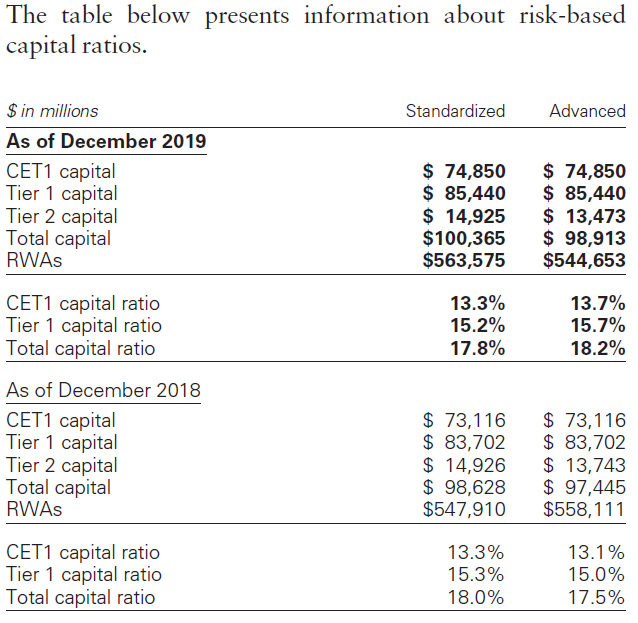 The table below presents information about risk-based
capital ratios.
$ in millions Standardized Advanced
As of December 2019
CET1 capital $ 74,850 $ 74,850
Tier 1 capital $ 85,440 $ 85,440
Tier 2 capital $ 14,925 $ 13,473
Total capital $100,365 $ 98,913
RWAs $563,575 $544,653
CET1 capital ratio 13.3% 13.7%
Tier 1 capital ratio 15.2% 15.7%
Total capital ratio 17.8% 18.2%
As of December 2018
CET1 capital $ 73,116 $ 73,116
Tier 1 capital $ 83,702 $ 83,702
Tier 2 capital $ 14,926 $ 13,743
Total capital $ 98,628 $ 97,445
RWAs $547,910 $558,111
CET1 capital ratio 13.3% 13.1%
Tier 1 capital ratio 15.3% 15.0%
Total capital ratio 18.0% 17.5%